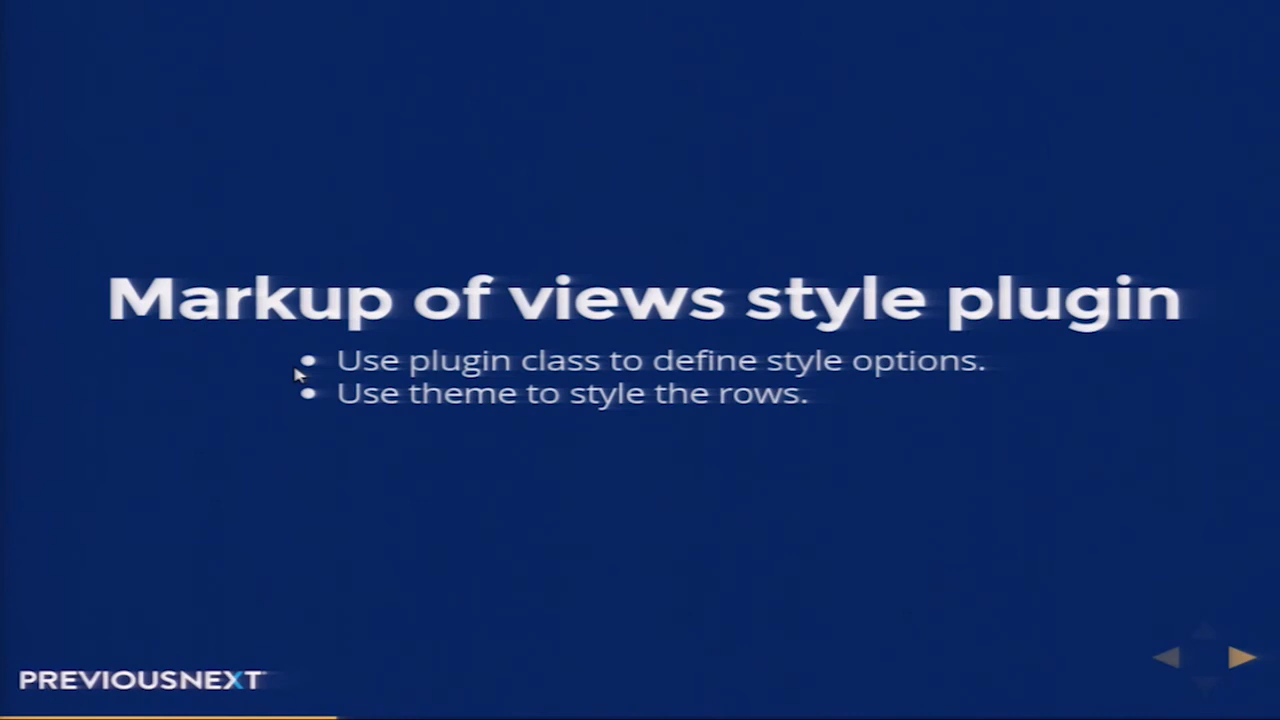 Markup of views style plugin
Use plugin class to define style options.
Use theme to style the rows.
PREVIOUSNEXT